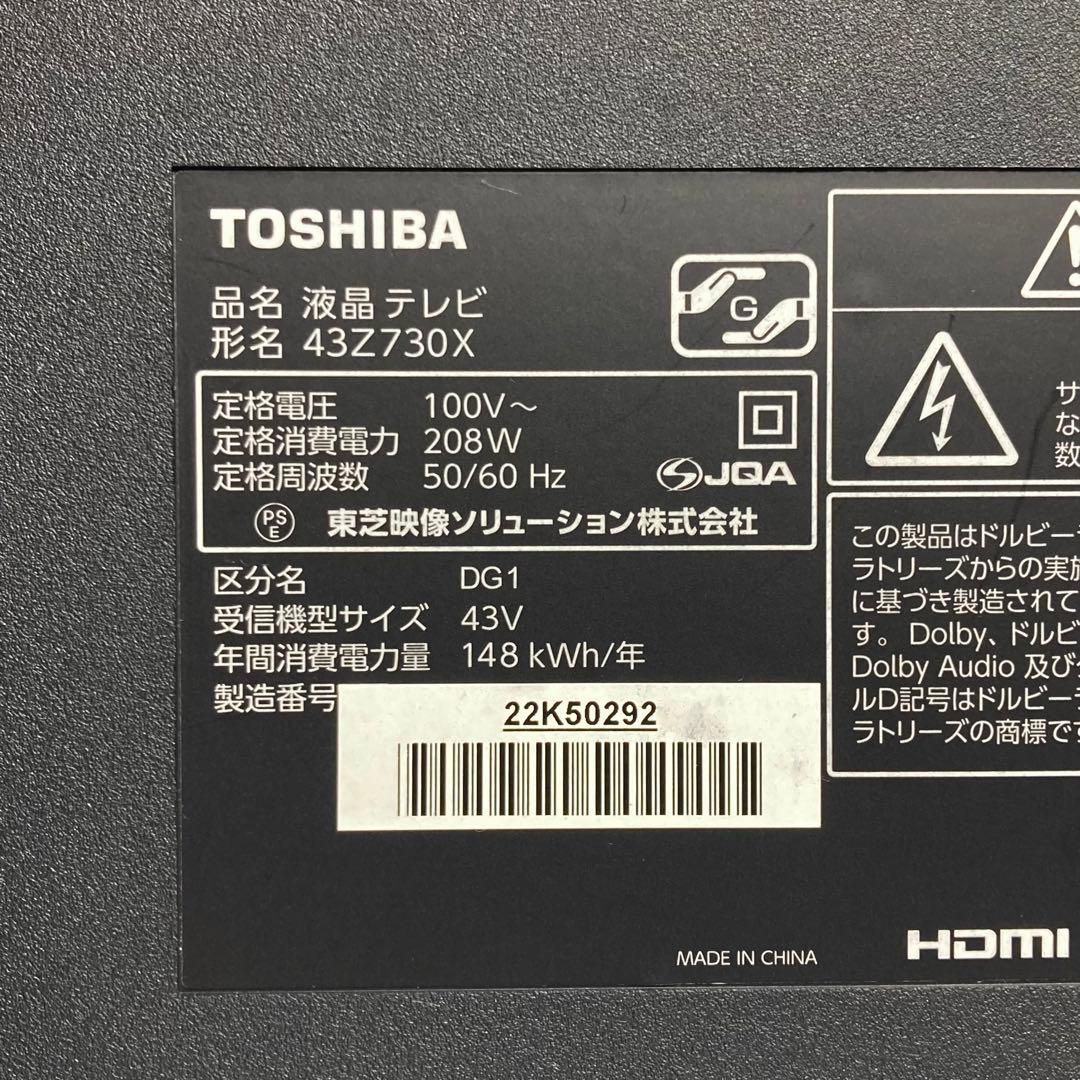 TOSHIBA
品名 液晶 テレビ
形名 43Z730X
G
定格電圧 100V～
定格消費電力 208W
定格周波数 50/60 Hz
JQA
PS
E
東芝映像ソリューション株式会社
区分名 DG1
受信機型サイズ 43V
年間消費電力量 148 kWh/年
製造番号
22K50292
MADE IN CHINA
サ
な
数
この製品はドルビー
ラトリーズからの実施
に基づき製造されて
す。 Dolby、ドルビ
Dolby Audio 及び
ルD記号はドルビー
ラトリーズの商標です
HDMI